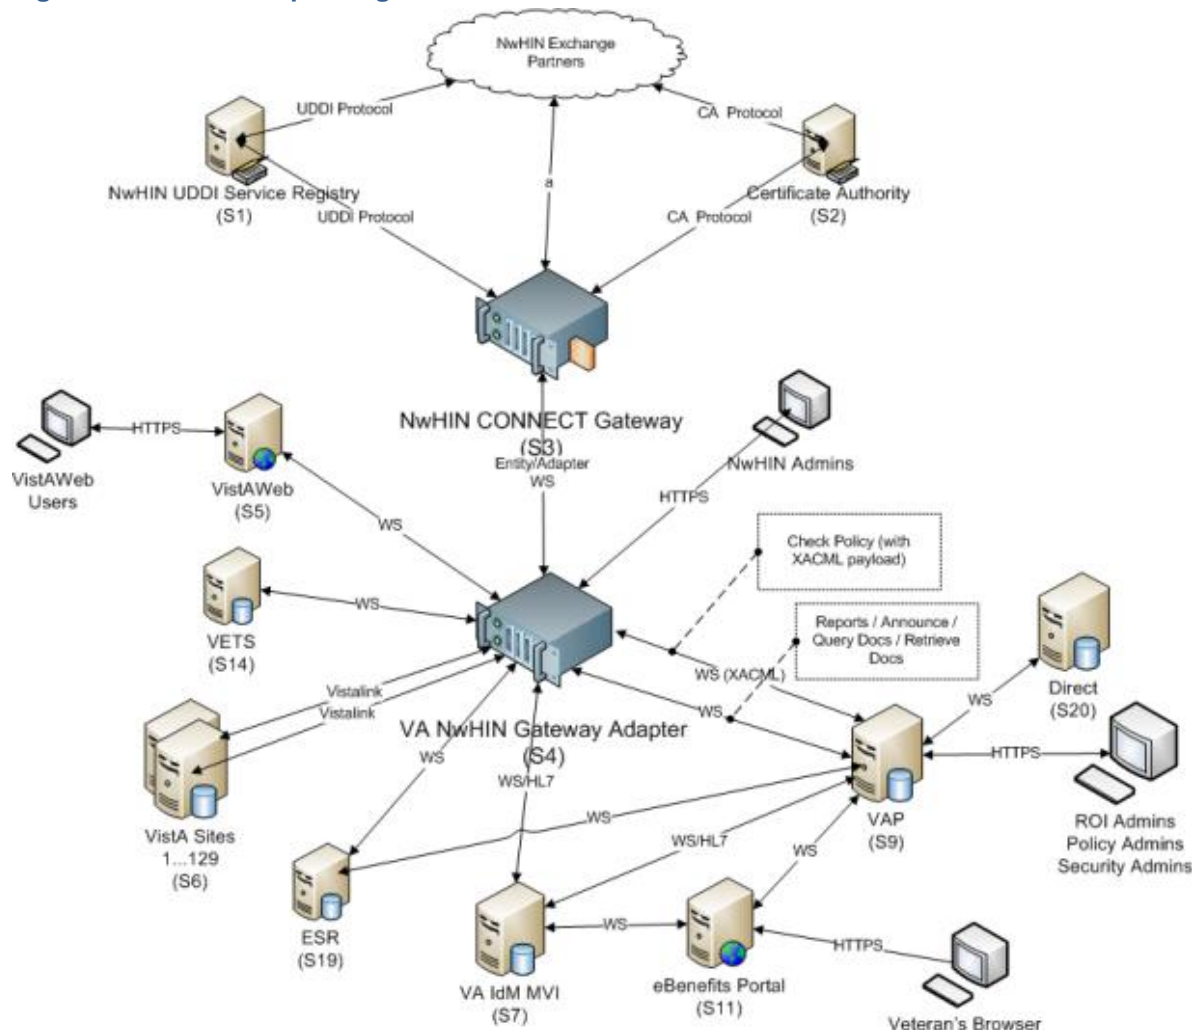 NwHIN Exchange
Partners
UDDI Protocol
CA Protocol
NwHIN UDDI Service Registry
(S1)
a
Certificate Authority
(S2)
UDDI Protocol
CA Protocol
NwHIN CONNECT Gateway
(S3)
Entity/Adapter
WS
HTTPS
VistAWeb
Users
VistAWeb
(S5)
NwHIN Admins
HTTPS
WS
Check Policy (with
XACML payload)
WS
VETS
(S14)
Reports / Announce /
Query Docs / Retrieve
Docs
WS (XACML)
Direct
(S20)
WS
Vistalink
Vistalink
WS
VA NwHIN Gateway Adapter
(S4)
WS
WS/HL7
HTTPS
VistA Sites
1...129
(S6)
WS
VAP
(S9)
ROI Admins
Policy Admins
Security Admins
WS/HL7
WS
ESR
(S19)
WS
VA IdM MVI
(S7)
eBenefits Portal
(S11)
HTTPS
Veteran's Browser